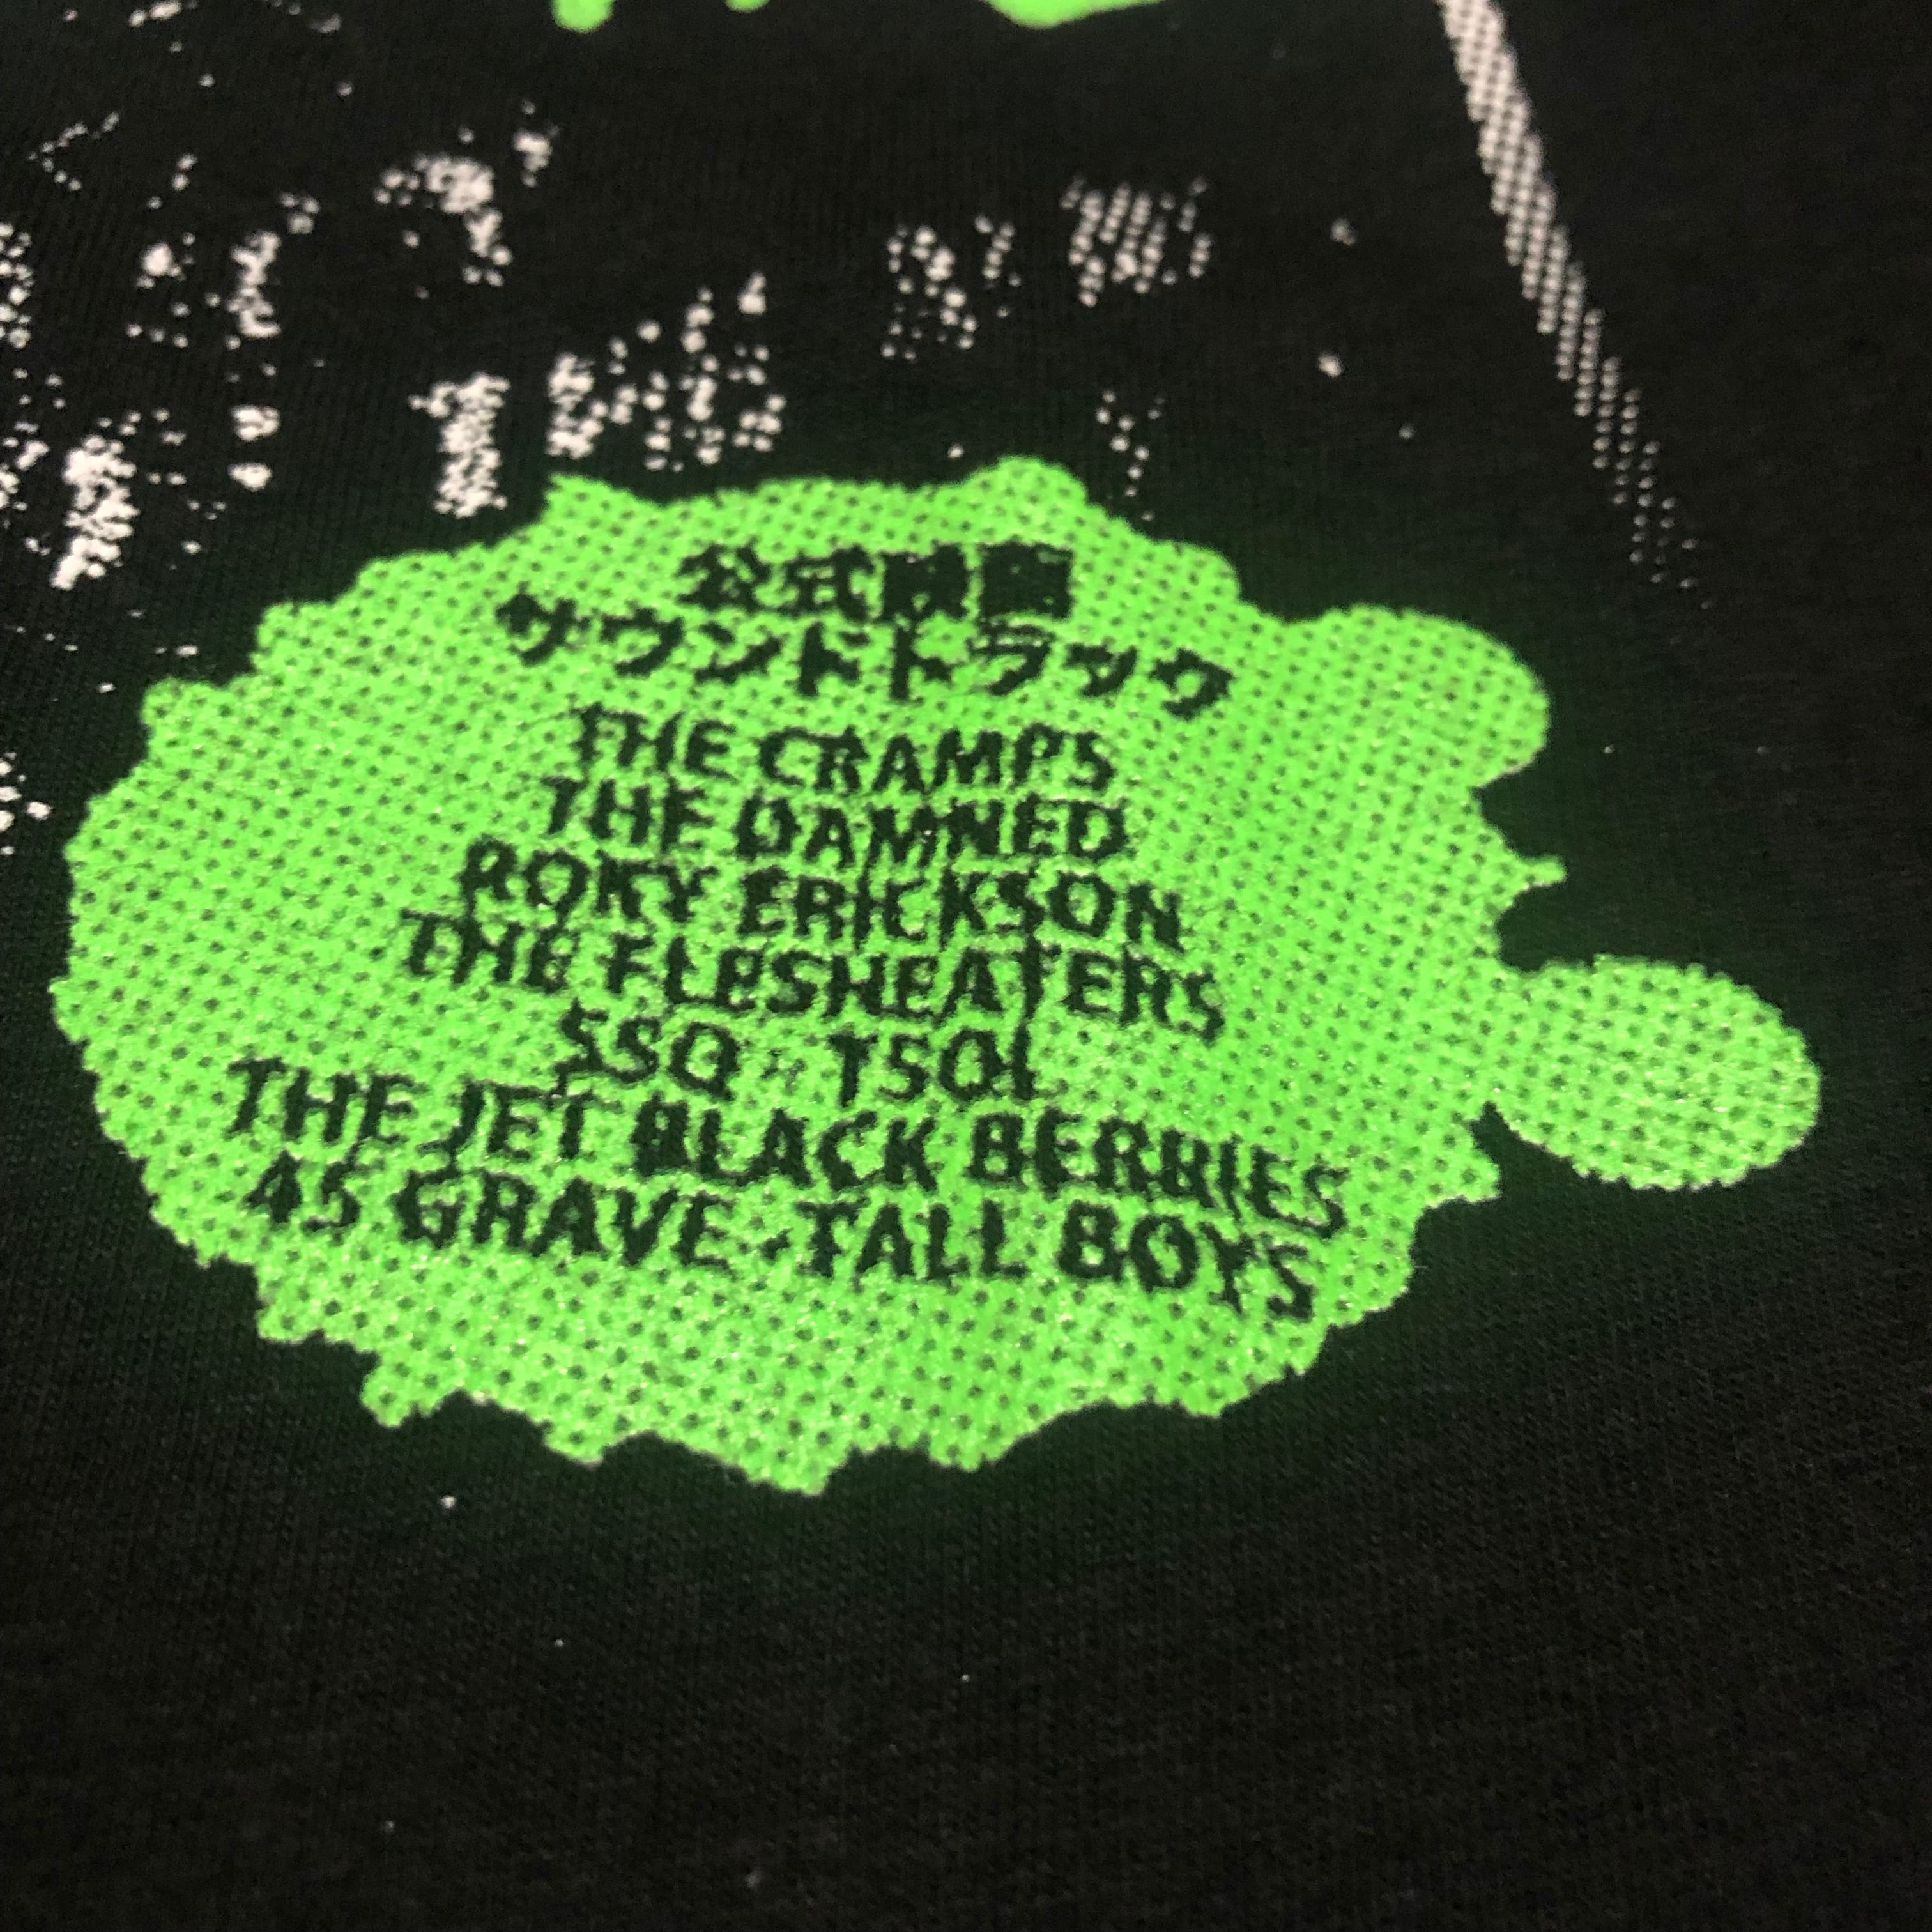 公式映画
サウンドトラック
THE CRAMPS
THE DAMNED
ROKY ERICKSON
THE FLESHEATERS
SSQ · TSOL
THE JET BLACK BERRIES
45 GRAVE · TALL BOYS